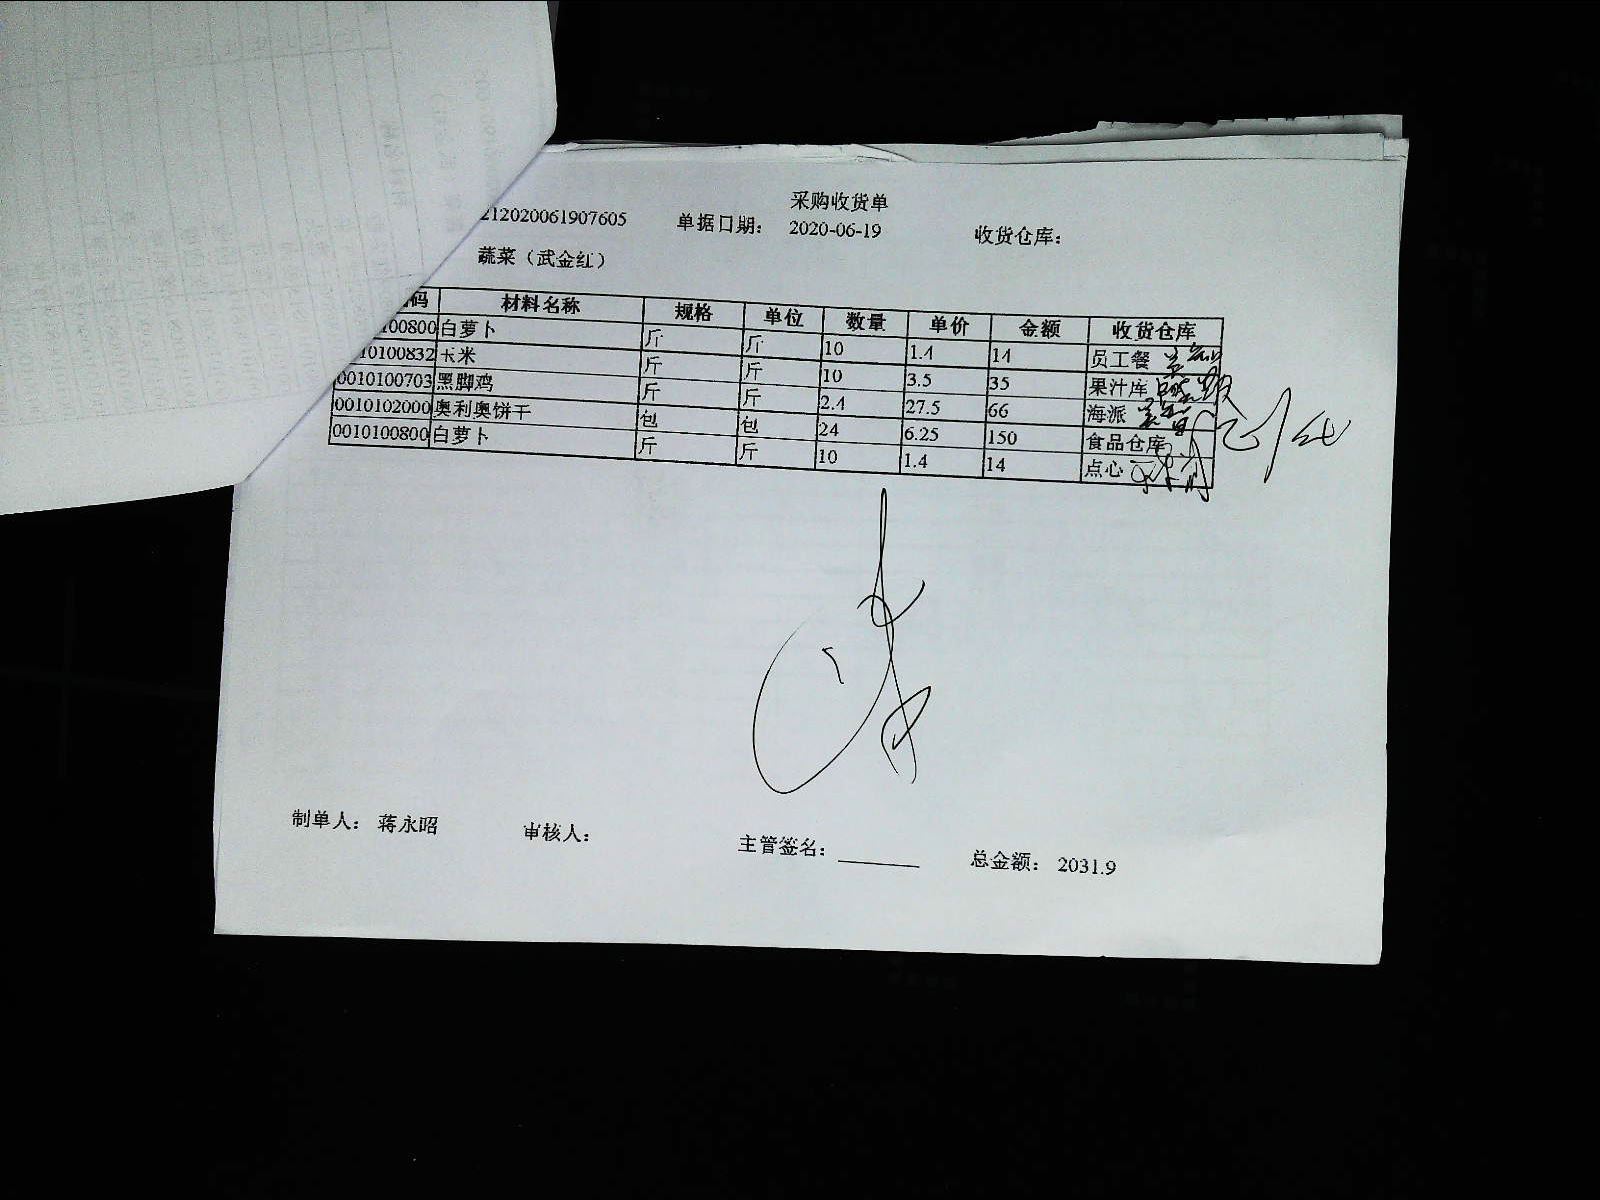 采购收货单
212020061907605 单据日期： 2020-06-19 收货仓库：
蔬菜（武金红）
码 材料名称 规格 单位 数量 单价 金额 收货仓库
100800 白萝卜 斤 斤 10 1.4 14 员工餐
10100832 玉米 斤 斤 10 3.5 35 果汁库
0010100703 黑脚鸡 斤 斤 2.4 27.5 66 海派
0010102000 奥利奥饼干 包 包 24 6.25 150 食品仓库
0010100800 白萝卜 斤 斤 10 1.4 14 点心
制单人： 蒋永昭 审核人： 主管签名： 总金额： 2031.9